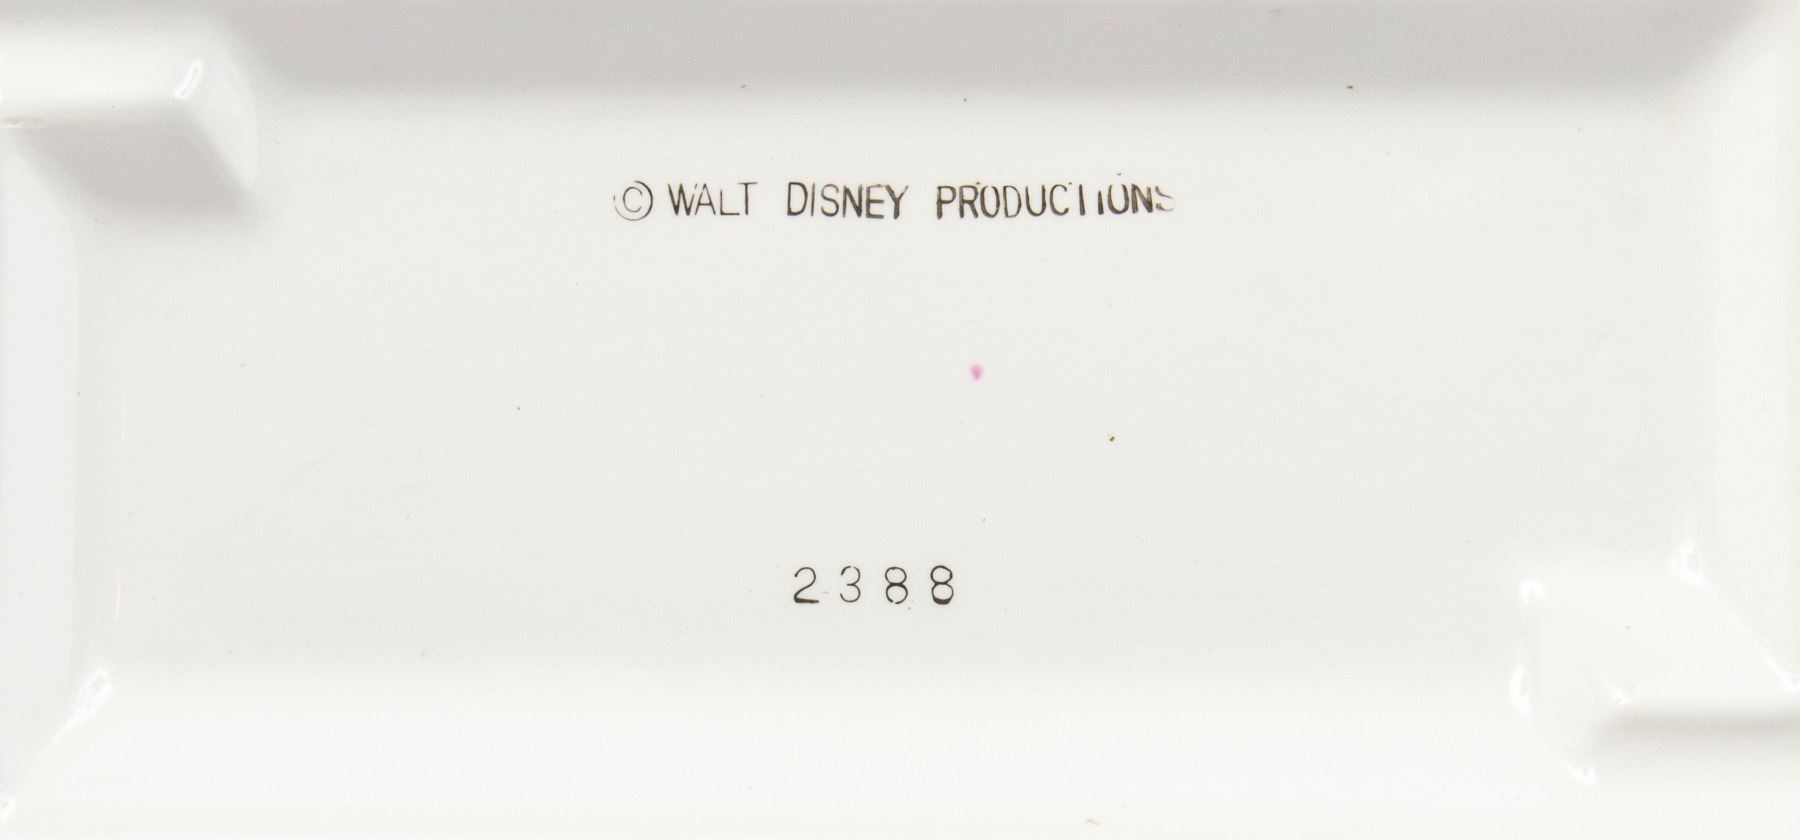 © WALT DISNEY PRODUCTIONS
2388